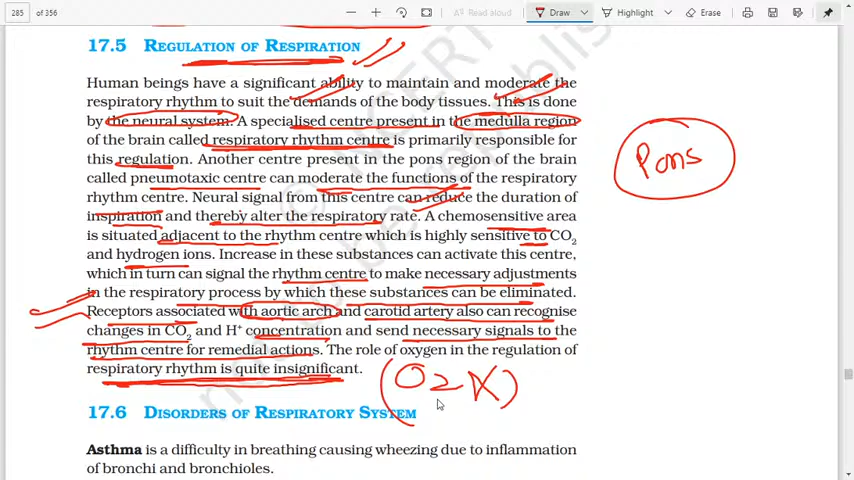 285 of 356
Read aloud
Draw
Highlight
Erase
17.5 REGULATION OF RESPIRATION
Human beings have a significant ability to maintain and moderate the
respiratory rhythm to suit the demands of the body tissues. This is done
by the neural system. A specialised centre present in the medulla region
of the brain called respiratory rhythm centre is primarily responsible for
this regulation. Another centre present in the pons region of the brain
called pneumotaxic centre can moderate the functions of the respiratory
rhythm centre. Neural signal from this centre can reduce the duration of
inspiration and thereby alter the respiratory rate. A chemosensitive area
is situated adjacent to the rhythm centre which is highly sensitive to CO2
and hydrogen ions. Increase in these substances can activate this centre,
which in turn can signal the rhythm centre to make necessary adjustments
in the respiratory process by which these substances can be eliminated.
Receptors associated with aortic arch and carotid artery also can recognise
changes in CO2 and H+ concentration and send necessary signals to the
rhythm centre for remedial actions. The role of oxygen in the regulation of
respiratory rhythm is quite insignificant.
Pons
(O2 X)
17.6 DISORDERS OF RESPIRATORY SYSTEM
Asthma is a difficulty in breathing causing wheezing due to inflammation
of bronchi and bronchioles.